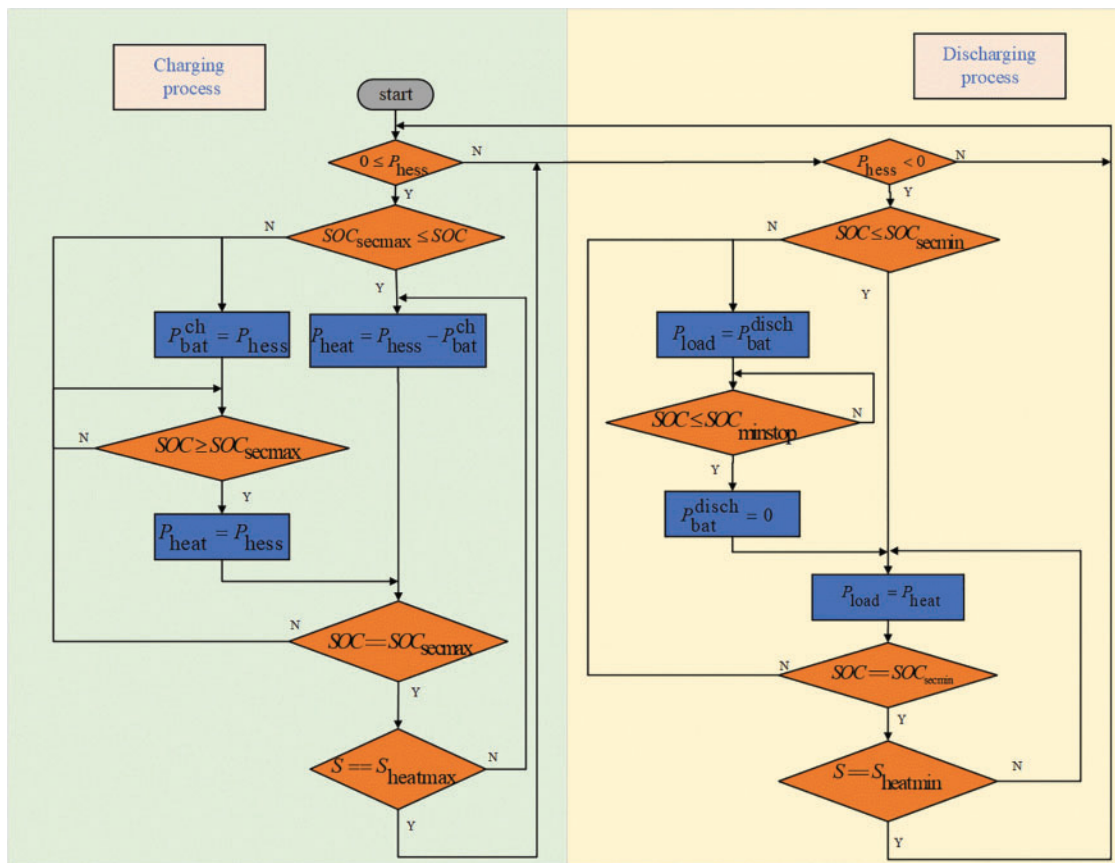 Charging
process
start
0 ≤ P_hess
N
Y
SOC_secmax ≤ SOC
N
Y
P_bat^ch = P_hess
P_heat = P_hess − P_bat^ch
SOC ≥ SOC_secmax
N
Y
P_heat = P_hess
SOC == SOC_secmax
N
Y
S == S_heatmax
N
Y
Discharging
process
P_hess < 0
N
Y
SOC ≤ SOC_secmin
N
Y
P_load = P_bat^disch
SOC ≤ SOC_minstop
N
Y
P_bat^disch = 0
P_load = P_heat
SOC == SOC_secmin
N
Y
S == S_heatmin
N
Y